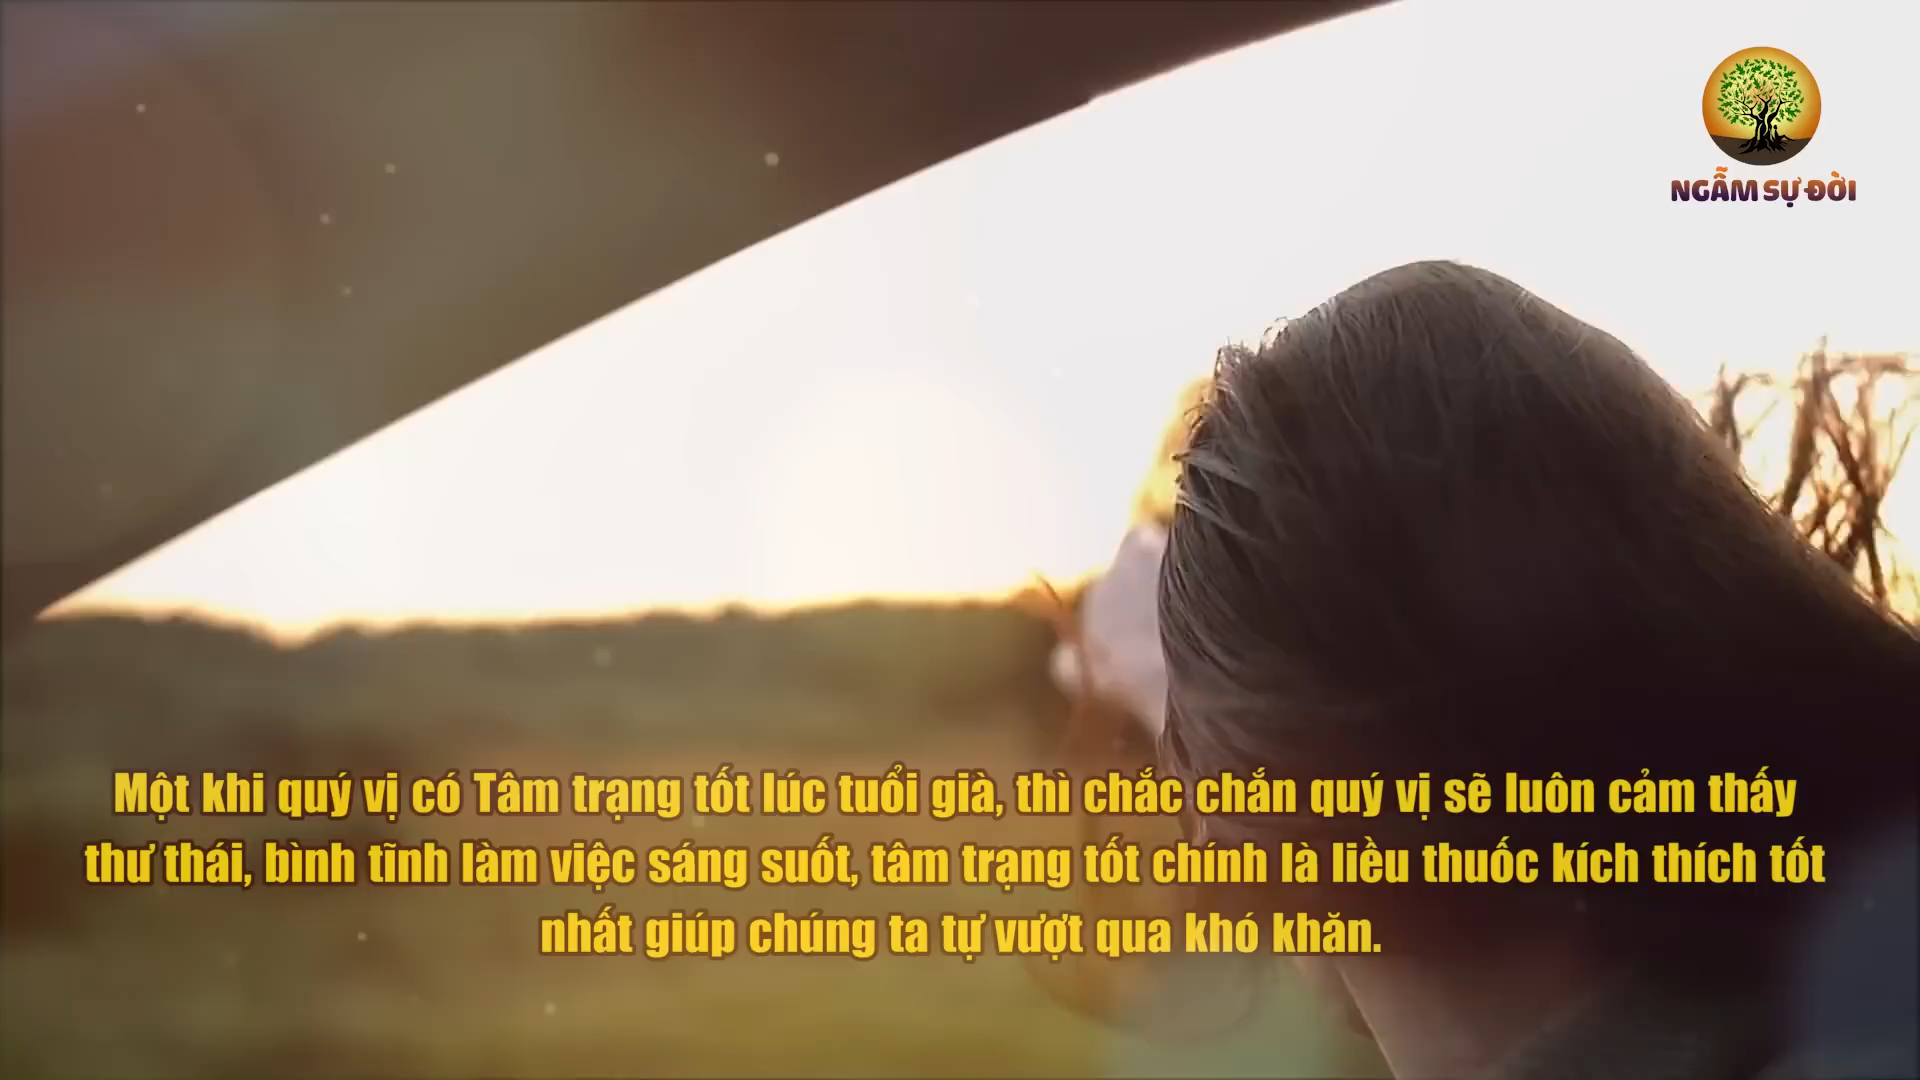 NGẪM SỰ ĐỜI
Một khi quý vị có Tâm trạng tốt lúc tuổi già, thì chắc chắn quý vị sẽ luôn cảm thấy
thư thái, bình tĩnh làm việc sáng suốt, tâm trạng tốt chính là liều thuốc kích thích tốt
nhất giúp chúng ta tự vượt qua khó khăn.